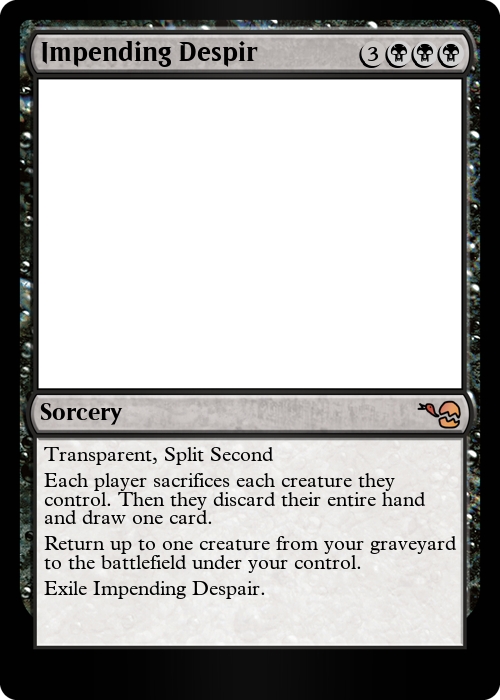 Impending Despir 3
Sorcery
Transparent, Split Second
Each player sacrifices each creature they
control. Then they discard their entire hand
and draw one card.
Return up to one creature from your graveyard
to the battlefield under your control.
Exile Impending Despair.